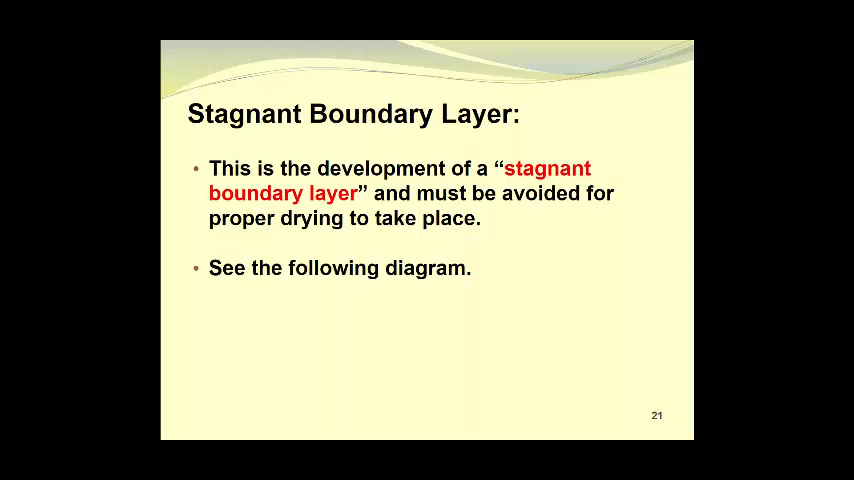 Stagnant Boundary Layer:
• This is the development of a “stagnant
boundary layer” and must be avoided for
proper drying to take place.
• See the following diagram.
21